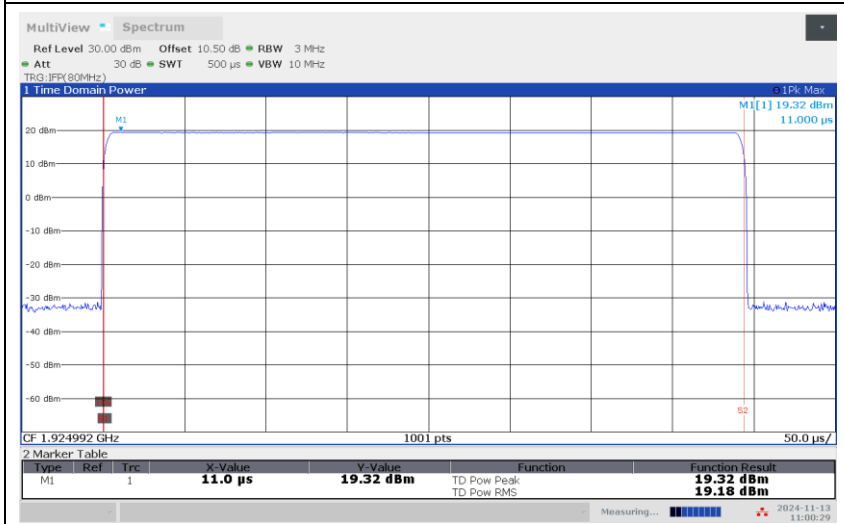 MultiView Spectrum
Ref Level 30.00 dBm Offset 10.50 dB RBW 3 MHz
Att 30 dB SWT 500 µs VBW 10 MHz
TRG:IFP(80MHz)
1 Time Domain Power 1Pk Max
M1[1] 19.32 dBm
11.000 µs
M1
20 dBm
10 dBm
0 dBm
-10 dBm
-20 dBm
-30 dBm
-40 dBm
-50 dBm
-60 dBm
S2
CF 1.924992 GHz 1001 pts 50.0 µs/
2 Marker Table
Type Ref Trc X-Value Y-Value Function Function Result
M1 1 11.0 µs 19.32 dBm TD Pow Peak 19.32 dBm
TD Pow RMS 19.18 dBm
Measuring... 2024-11-13
11:00:29